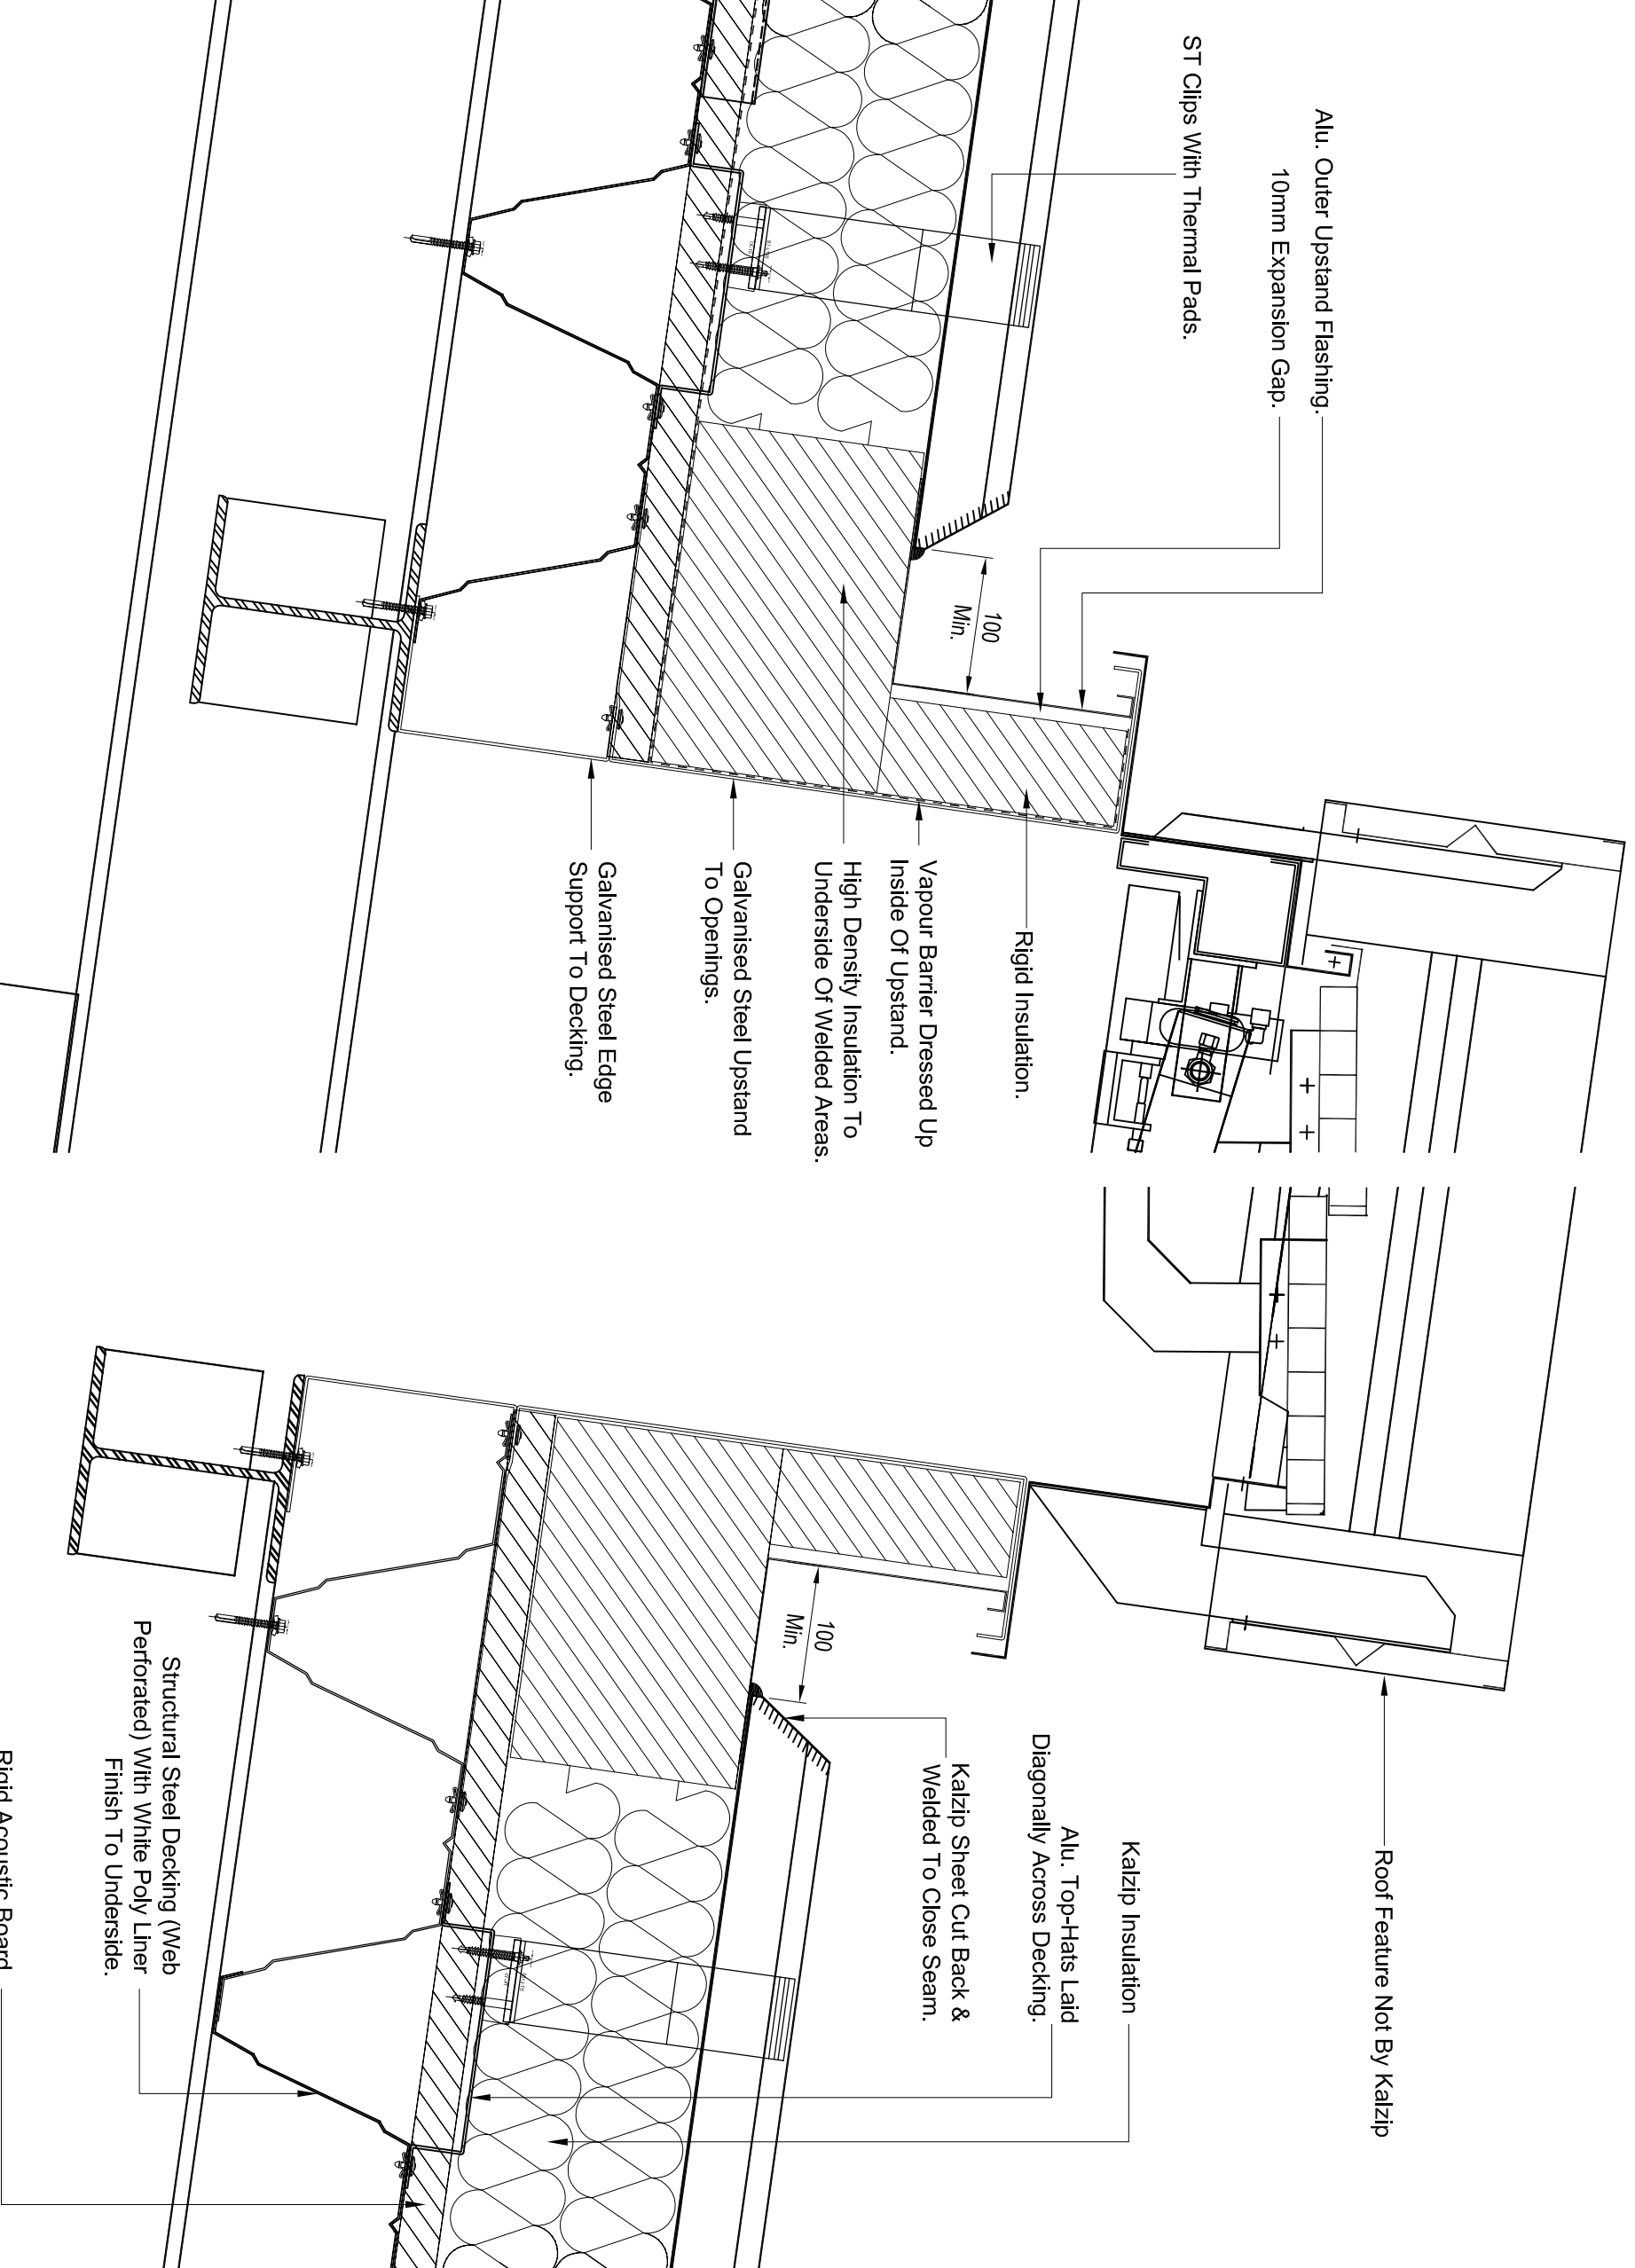 ST Clips With Thermal Pads.
Alu. Outer Upstand Flashing.
10mm Expansion Gap.
100
Min.
Rigid Insulation.
Vapour Barrier Dressed Up
Inside Of Upstand.
High Density Insulation To
Underside Of Welded Areas.
Galvanised Steel Upstand
To Openings.
Galvanised Steel Edge
Support To Decking.
Roof Feature Not By Kalzip
Kalzip Insulation
Alu. Top-Hats Laid
Diagonally Across Decking.
Kalzip Sheet Cut Back &
Welded To Close Seam.
100
Min.
Structural Steel Decking (Web
Perforated) With White Poly Liner
Finish To Underside.
Rigid Acoustic Board